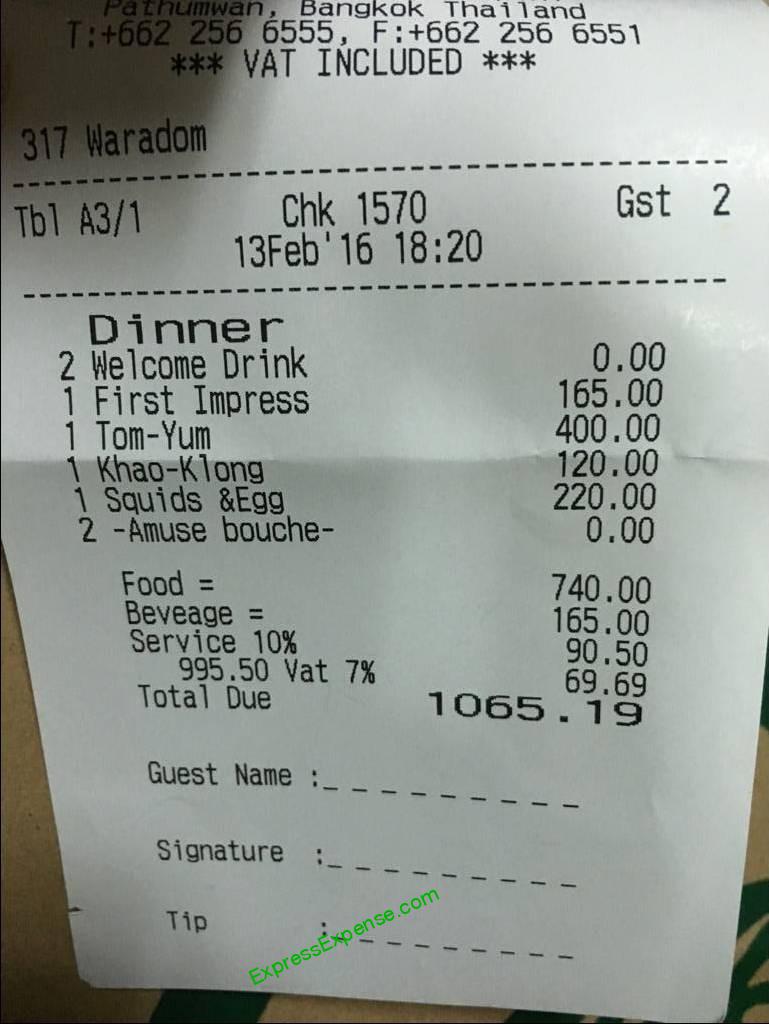 Pathumwan, Bangkok Thailand
T:+662 256 6555, F:+662 256 6551
*** VAT INCLUDED ***
317 Waradom
Tbl A3/1 Chk 1570 Gst 2
13Feb'16 18:20
Dinner
2 Welcome Drink 0.00
1 First Impress 165.00
1 Tom-Yum 400.00
1 Khao-Klong 120.00
1 Squids &Egg 220.00
2 -Amuse bouche- 0.00
Food = 740.00
Beveage = 165.00
Service 10% 90.50
995.50 Vat 7% 69.69
Total Due 1065.19
Guest Name :_ _ _ _ _ _ _ _ _ _
Signature :_ _ _ _ _ _ _ _ _ _
Tip :_ _ _ _ _ _ _ _ _ _
ExpressExpense.com